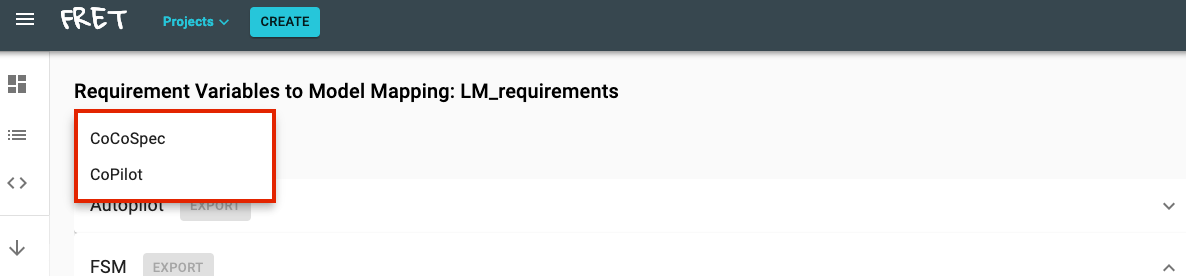 FRET Projects CREATE
Requirement Variables to Model Mapping: LM_requirements
CoCoSpec
CoPilot
Autopilot EXPORT
FSM EXPORT